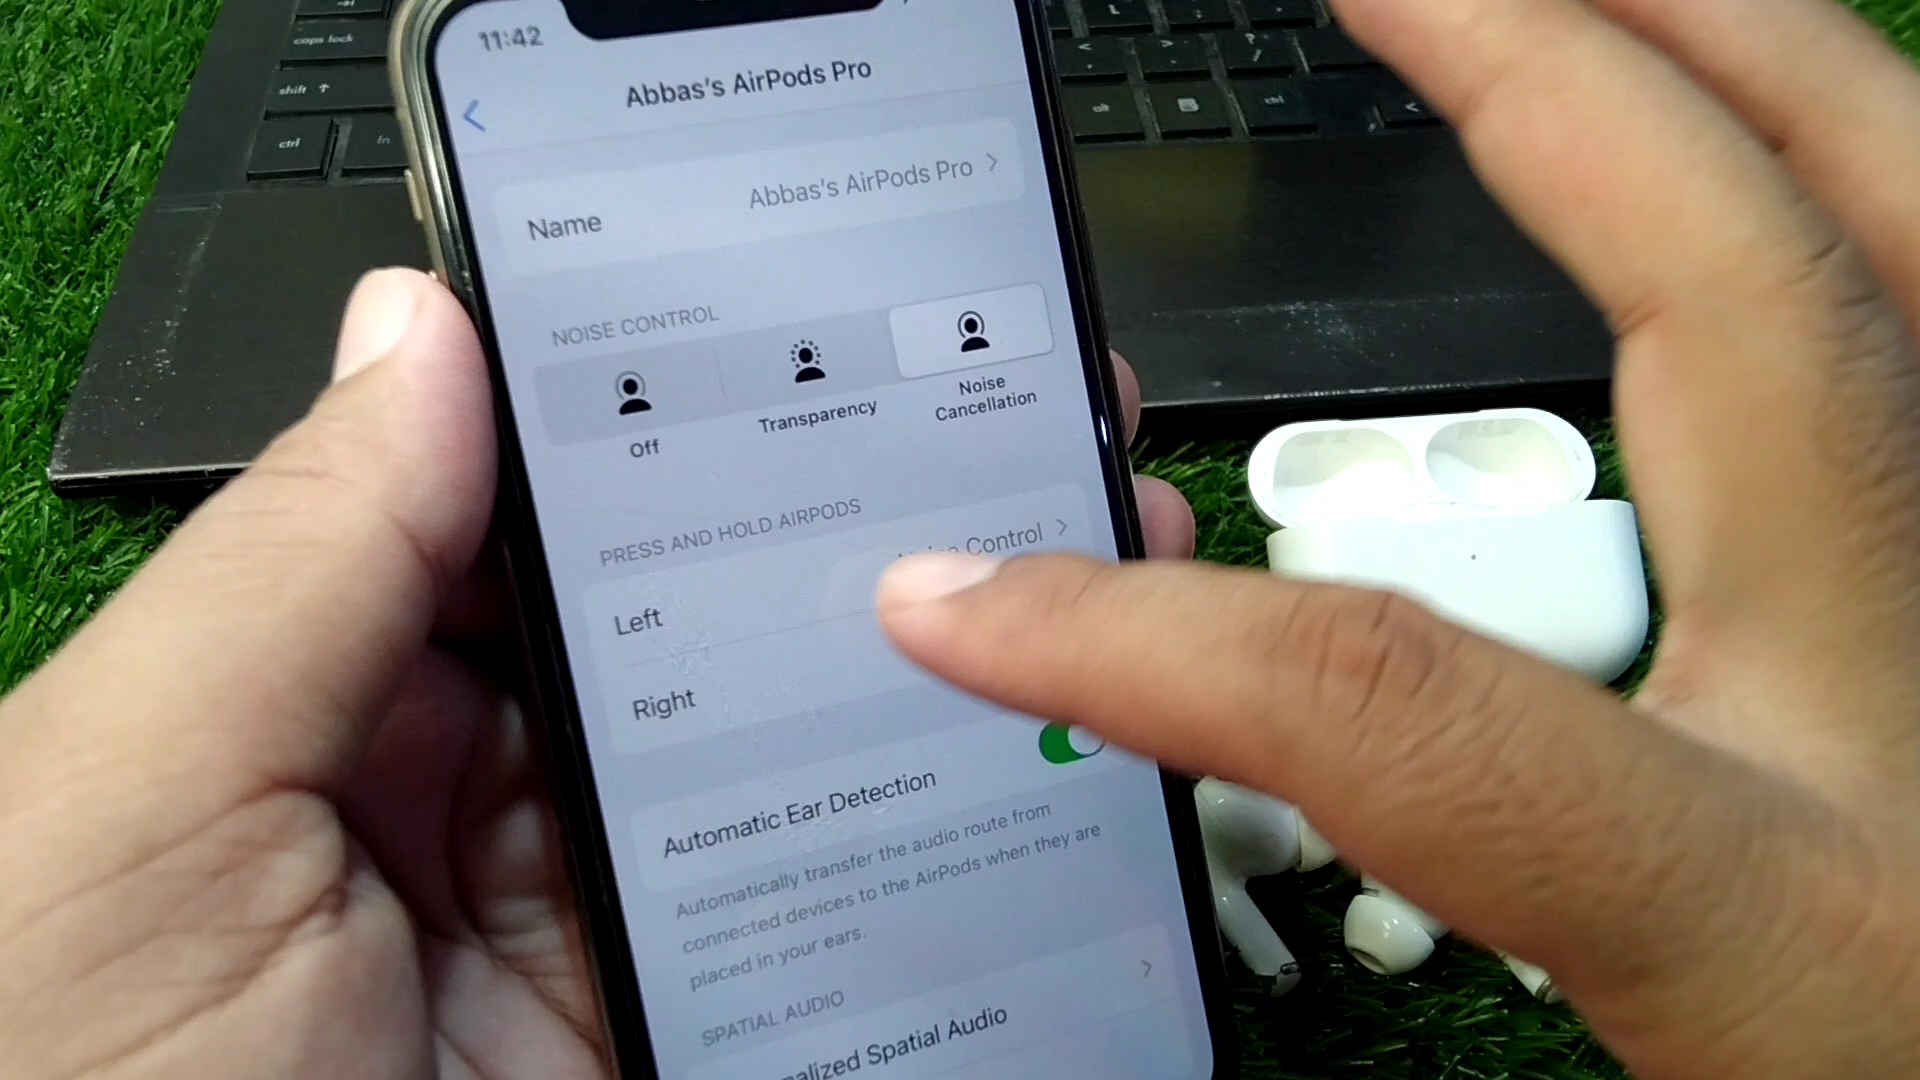 caps lock
shift
ctrl
fn
alt
ctrl
11:42
Abbas's AirPods Pro
Name
Abbas's AirPods Pro
NOISE CONTROL
Off
Transparency
Noise
Cancellation
PRESS AND HOLD AIRPODS
Left
Control
Right
Automatic Ear Detection
Automatically transfer the audio route from
connected devices to the AirPods when they are
placed in your ears.
SPATIAL AUDIO
Spatial Audio